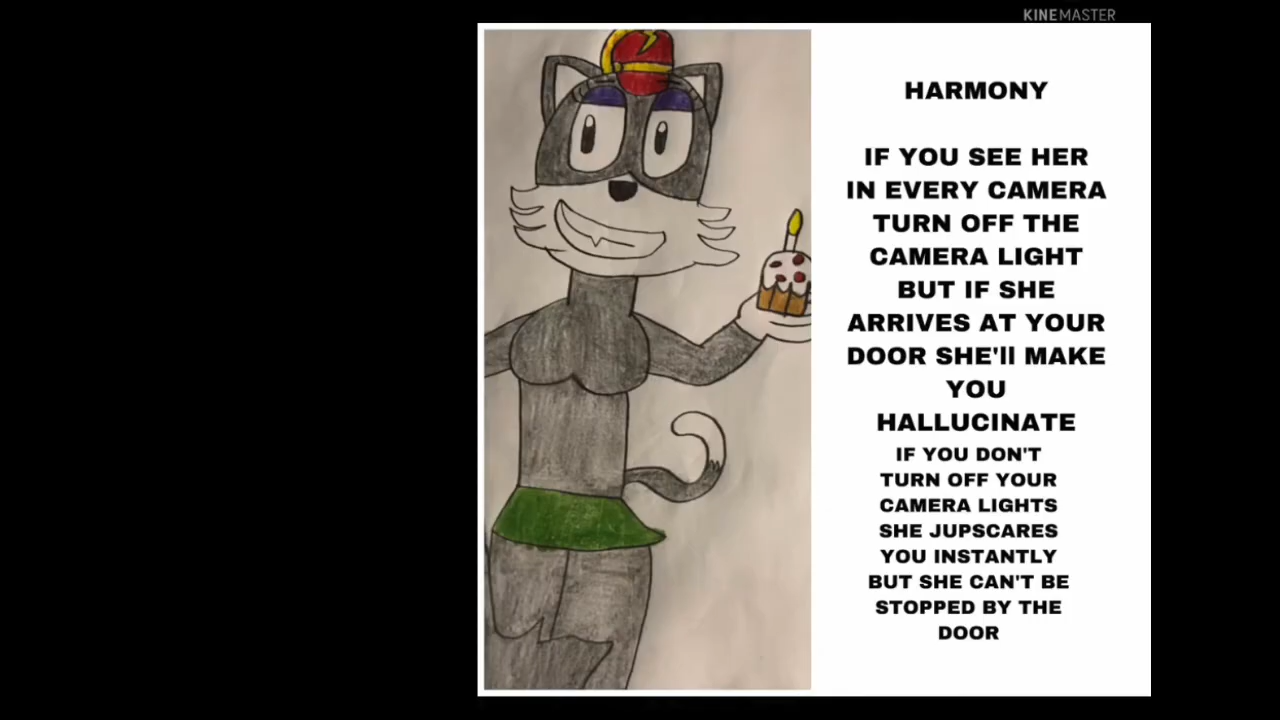 KINEMASTER
HARMONY
IF YOU SEE HER
IN EVERY CAMERA
TURN OFF THE
CAMERA LIGHT
BUT IF SHE
ARRIVES AT YOUR
DOOR SHE'll MAKE
YOU
HALLUCINATE
IF YOU DON'T
TURN OFF YOUR
CAMERA LIGHTS
SHE JUPSCARES
YOU INSTANTLY
BUT SHE CAN'T BE
STOPPED BY THE
DOOR